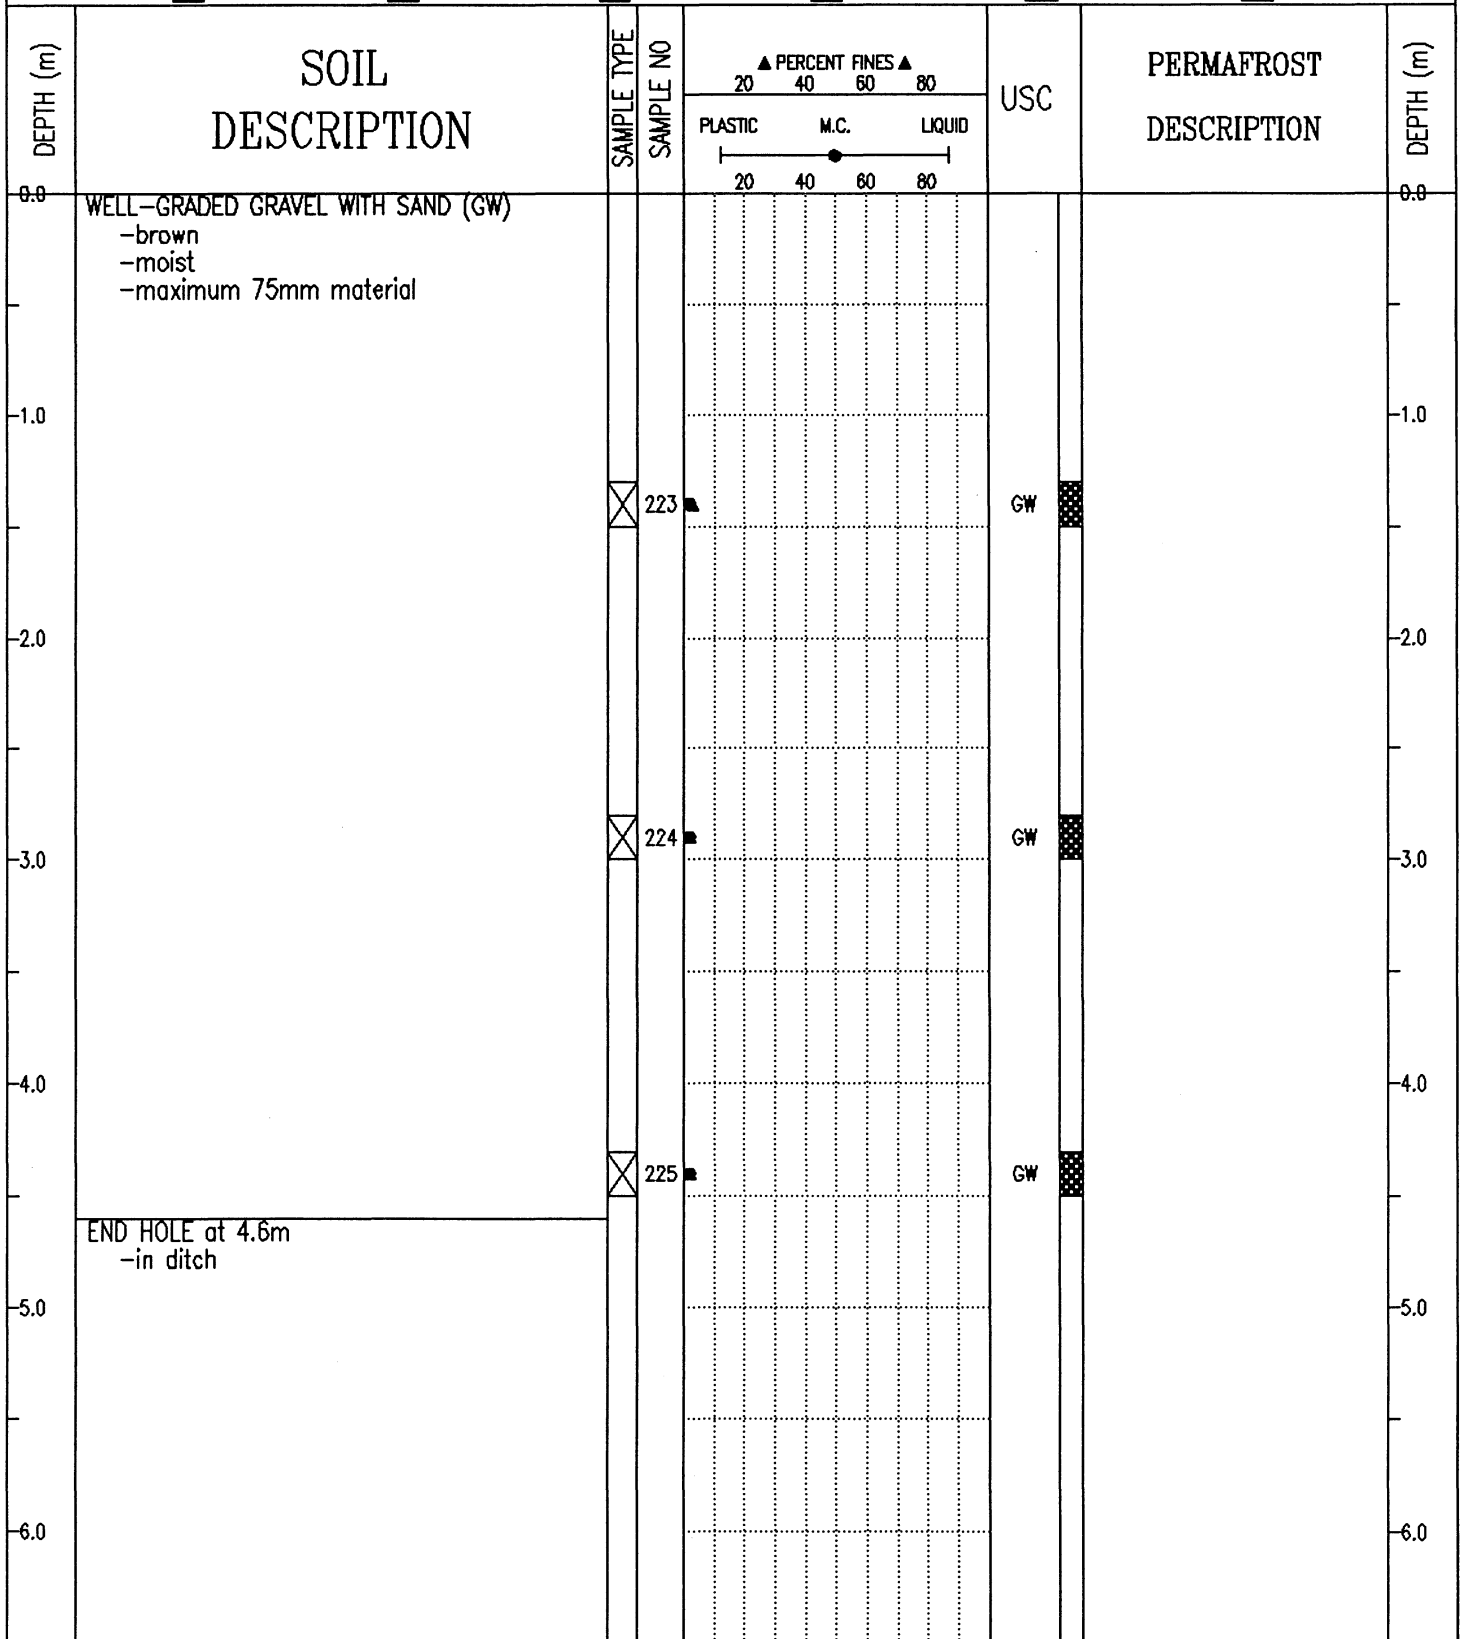 DEPTH (m)
SOIL
DESCRIPTION
SAMPLE TYPE
SAMPLE NO
▲ PERCENT FINES ▲
20 40 60 80
PLASTIC M.C. LIQUID
20 40 60 80
USC
PERMAFROST
DESCRIPTION
DEPTH (m)
0.0
WELL-GRADED GRAVEL WITH SAND (GW)
0.0
-brown
-moist
-maximum 75mm material
1.0
1.0
223
GW
2.0
2.0
224
GW
3.0
3.0
4.0
4.0
225
GW
END HOLE at 4.6m
-in ditch
5.0
5.0
6.0
6.0